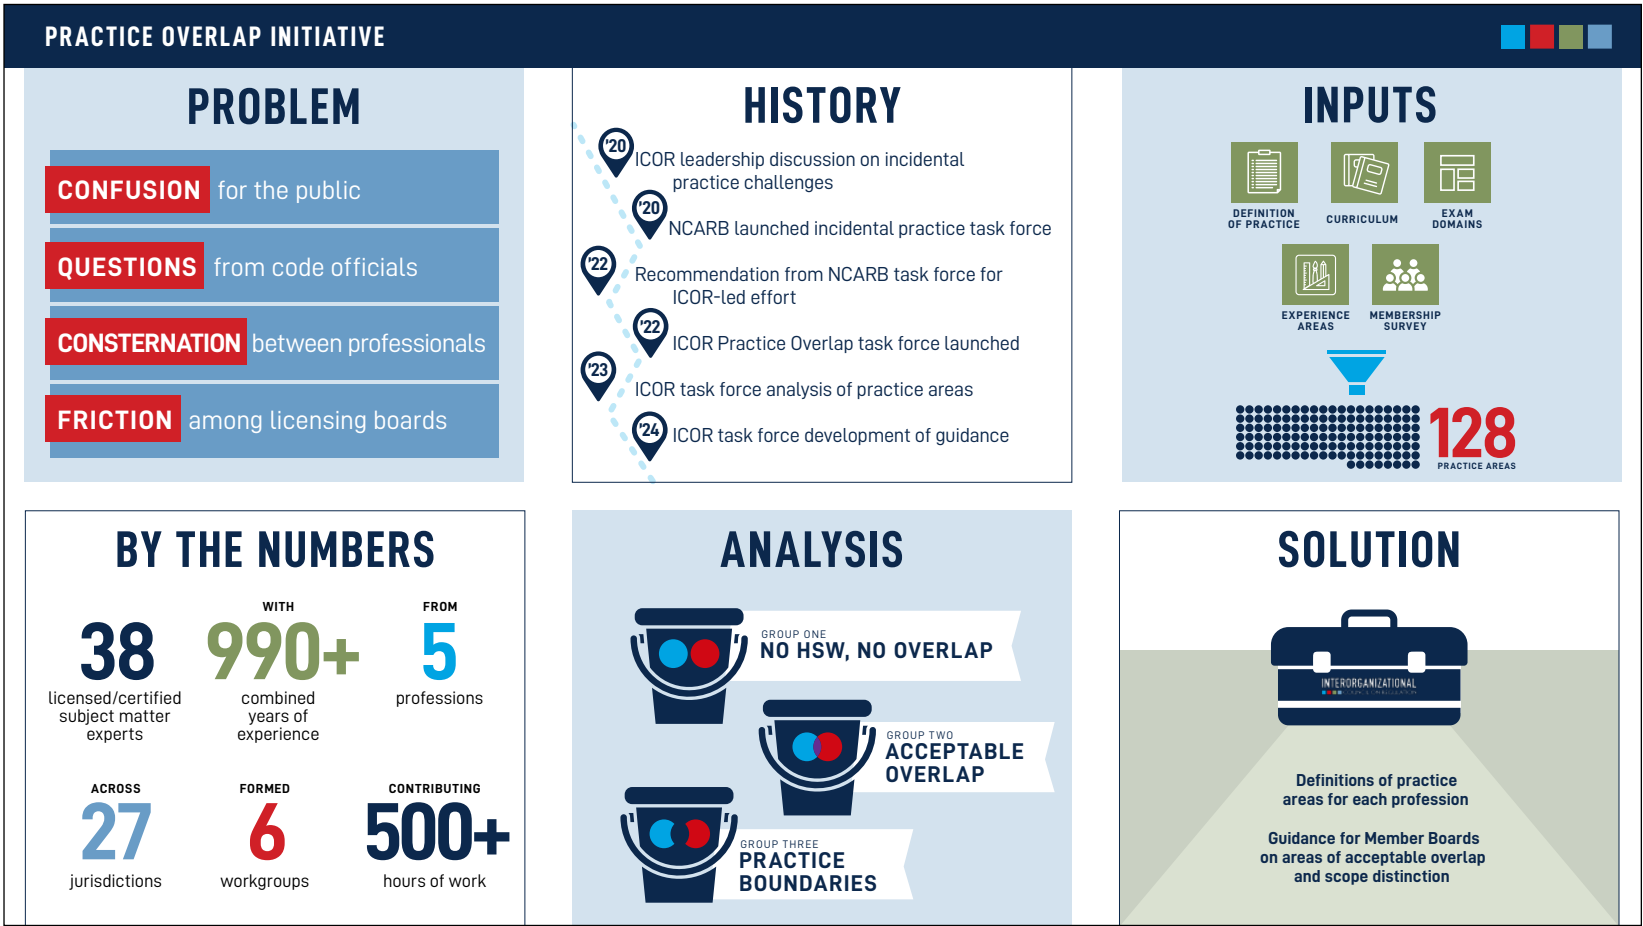 PRACTICE OVERLAP INITIATIVE
PROBLEM
CONFUSION for the public
QUESTIONS from code officials
CONSTERNATION between professionals
FRICTION among licensing boards
HISTORY
'20
ICOR leadership discussion on incidental
practice challenges
'20
NCARB launched incidental practice task force
'22
Recommendation from NCARB task force for
ICOR-led effort
'22
ICOR Practice Overlap task force launched
'23
ICOR task force analysis of practice areas
'24
ICOR task force development of guidance
INPUTS
DEFINITION
OF PRACTICE
CURRICULUM
EXAM
DOMAINS
EXPERIENCE
AREAS
MEMBERSHIP
SURVEY
128
PRACTICE AREAS
BY THE NUMBERS
38
licensed/certified
subject matter
experts
WITH
990+
combined
years of
experience
FROM
5
professions
ACROSS
27
jurisdictions
FORMED
6
workgroups
CONTRIBUTING
500+
hours of work
ANALYSIS
GROUP ONE
NO HSW, NO OVERLAP
GROUP TWO
ACCEPTABLE
OVERLAP
GROUP THREE
PRACTICE
BOUNDARIES
SOLUTION
INTERORGANIZATIONAL
Definitions of practice
areas for each profession
Guidance for Member Boards
on areas of acceptable overlap
and scope distinction